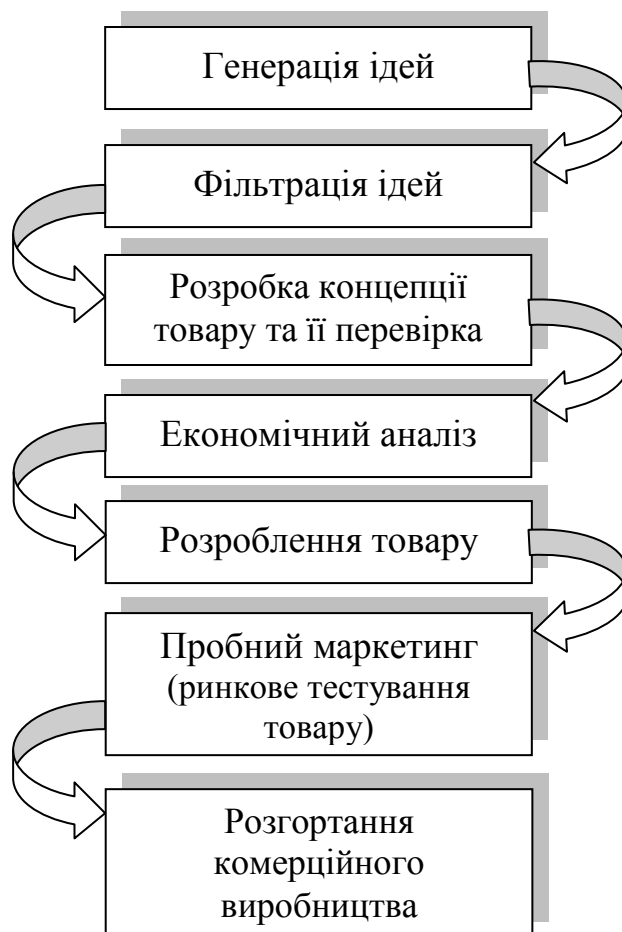 Генерація ідей
Фільтрація ідей
Розробка концепції
товару та її перевірка
Економічний аналіз
Розроблення товару
Пробний маркетинг
(ринкове тестування
товару)
Розгортання
комерційного
виробництва